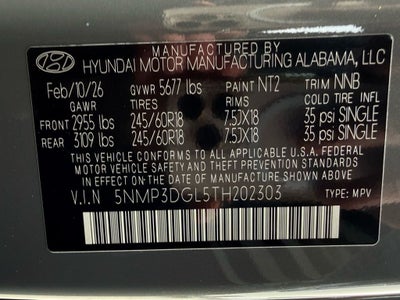 MANUFACTURED BY
HYUNDAI MOTOR MANUFACTURING ALABAMA, LLC
Feb/10/26 GVWR 5677 lbs PAINT NT2 TRIM NNB
GAWR TIRES RIMS COLD TIRE INFL
FRONT 2955 lbs 245/60R18 7.5JX18 35 psi SINGLE
REAR 3109 lbs 245/60R18 7.5JX18 35 psi SINGLE
THIS VEHICLE CONFORMS TO ALL APPLICABLE U.S.A FEDERAL
MOTOR VEHICLE SAFETY AND THEFT PREVENTION STANDARDS
IN EFFECT ON THE DATE OF MANUFACTURE SHOWN ABOVE.
V.I.N 5NMP3DGL5TH202303 TYPE: MPV